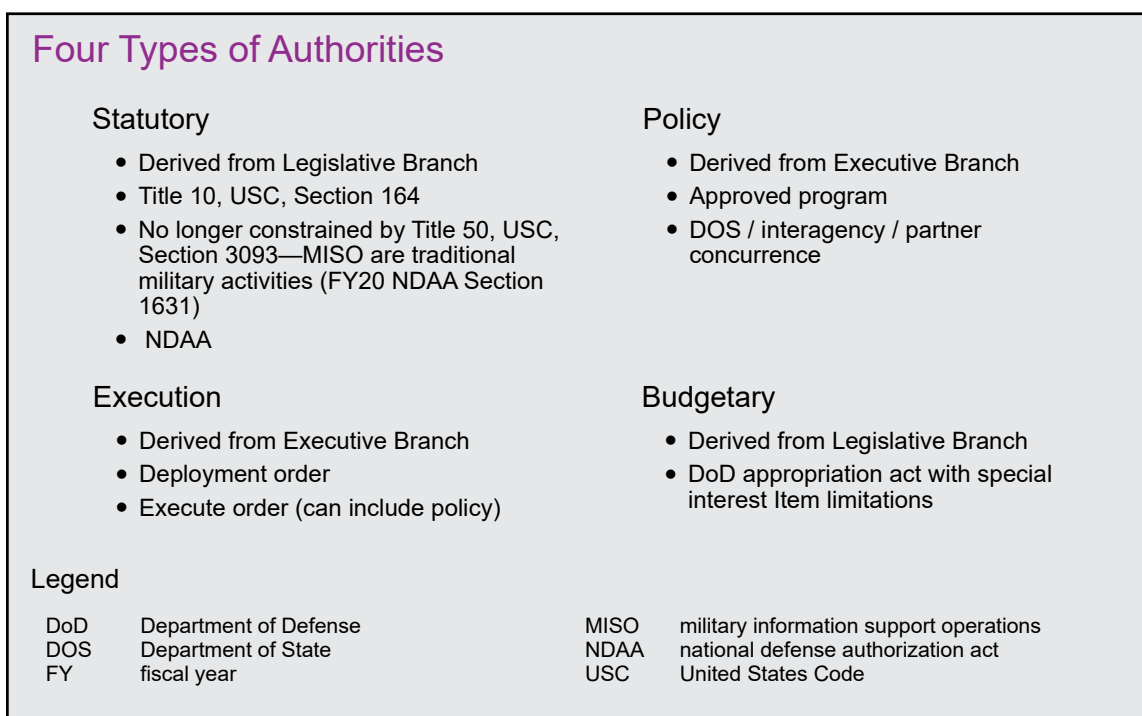 Four Types of Authorities
Statutory
• Derived from Legislative Branch
• Title 10, USC, Section 164
• No longer constrained by Title 50, USC,
Section 3093—MISO are traditional
military activities (FY20 NDAA Section
1631)
• NDAA
Policy
• Derived from Executive Branch
• Approved program
• DOS / interagency / partner
concurrence
Execution
• Derived from Executive Branch
• Deployment order
• Execute order (can include policy)
Budgetary
• Derived from Legislative Branch
• DoD appropriation act with special
interest Item limitations
Legend
DoD Department of Defense
DOS Department of State
FY fiscal year
MISO military information support operations
NDAA national defense authorization act
USC United States Code